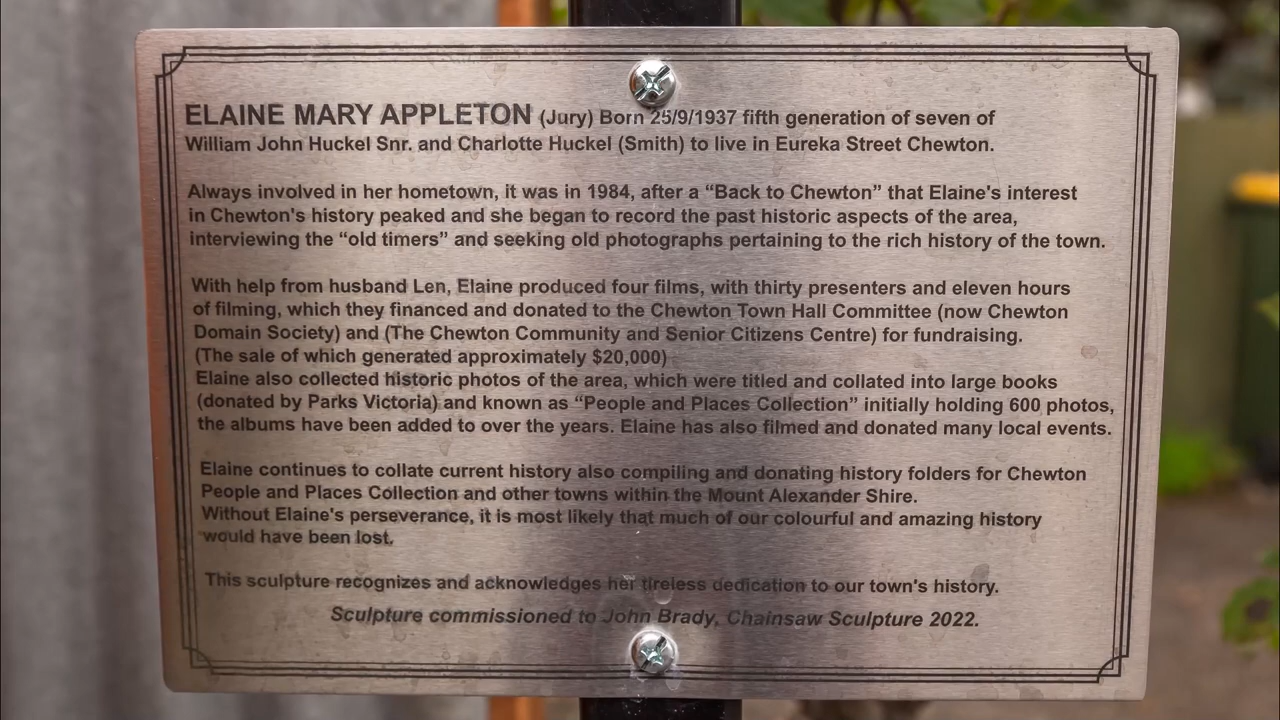 ELAINE MARY APPLETON (Jury) Born 25/9/1937 fifth generation of seven of
William John Huckel Snr. and Charlotte Huckel (Smith) to live in Eureka Street Chewton.
Always involved in her hometown, it was in 1984, after a “Back to Chewton” that Elaine's interest
in Chewton's history peaked and she began to record the past historic aspects of the area,
interviewing the “old timers” and seeking old photographs pertaining to the rich history of the town.
With help from husband Len, Elaine produced four films, with thirty presenters and eleven hours
of filming, which they financed and donated to the Chewton Town Hall Committee (now Chewton
Domain Society) and (The Chewton Community and Senior Citizens Centre) for fundraising.
(The sale of which generated approximately $20,000)
Elaine also collected historic photos of the area, which were titled and collated into large books
(donated by Parks Victoria) and known as “People and Places Collection” initially holding 600 photos,
the albums have been added to over the years. Elaine has also filmed and donated many local events.
Elaine continues to collate current history also compiling and donating history folders for Chewton
People and Places Collection and other towns within the Mount Alexander Shire.
Without Elaine's perseverance, it is most likely that much of our colourful and amazing history
would have been lost.
This sculpture recognizes and acknowledges her tireless dedication to our town's history.
Sculpture commissioned to John Brady, Chainsaw Sculpture 2022.